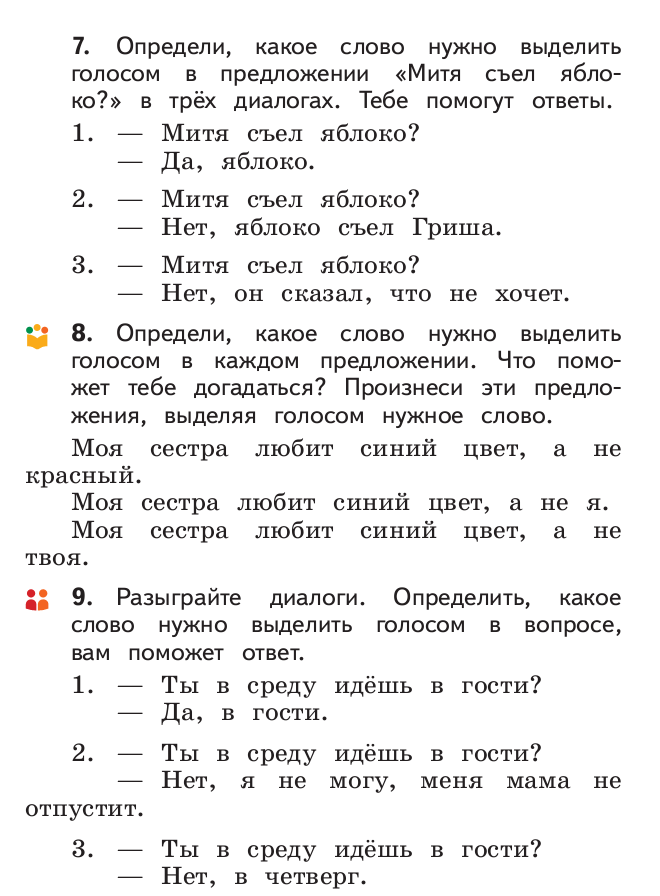 7. Определи, какое слово нужно выделить
голосом в предложении «Митя съел ябло-
ко?» в трёх диалогах. Тебе помогут ответы.
1. — Митя съел яблоко?
— Да, яблоко.
2. — Митя съел яблоко?
— Нет, яблоко съел Гриша.
3. — Митя съел яблоко?
— Нет, он сказал, что не хочет.
8. Определи, какое слово нужно выделить
голосом в каждом предложении. Что помо-
жет тебе догадаться? Произнеси эти предло-
жения, выделяя голосом нужное слово.
Моя сестра любит синий цвет, а не
красный.
Моя сестра любит синий цвет, а не я.
Моя сестра любит синий цвет, а не
твоя.
9. Разыграйте диалоги. Определить, какое
слово нужно выделить голосом в вопросе,
вам поможет ответ.
1. — Ты в среду идёшь в гости?
— Да, в гости.
2. — Ты в среду идёшь в гости?
— Нет, я не могу, меня мама не
отпустит.
3. — Ты в среду идёшь в гости?
— Нет, в четверг.